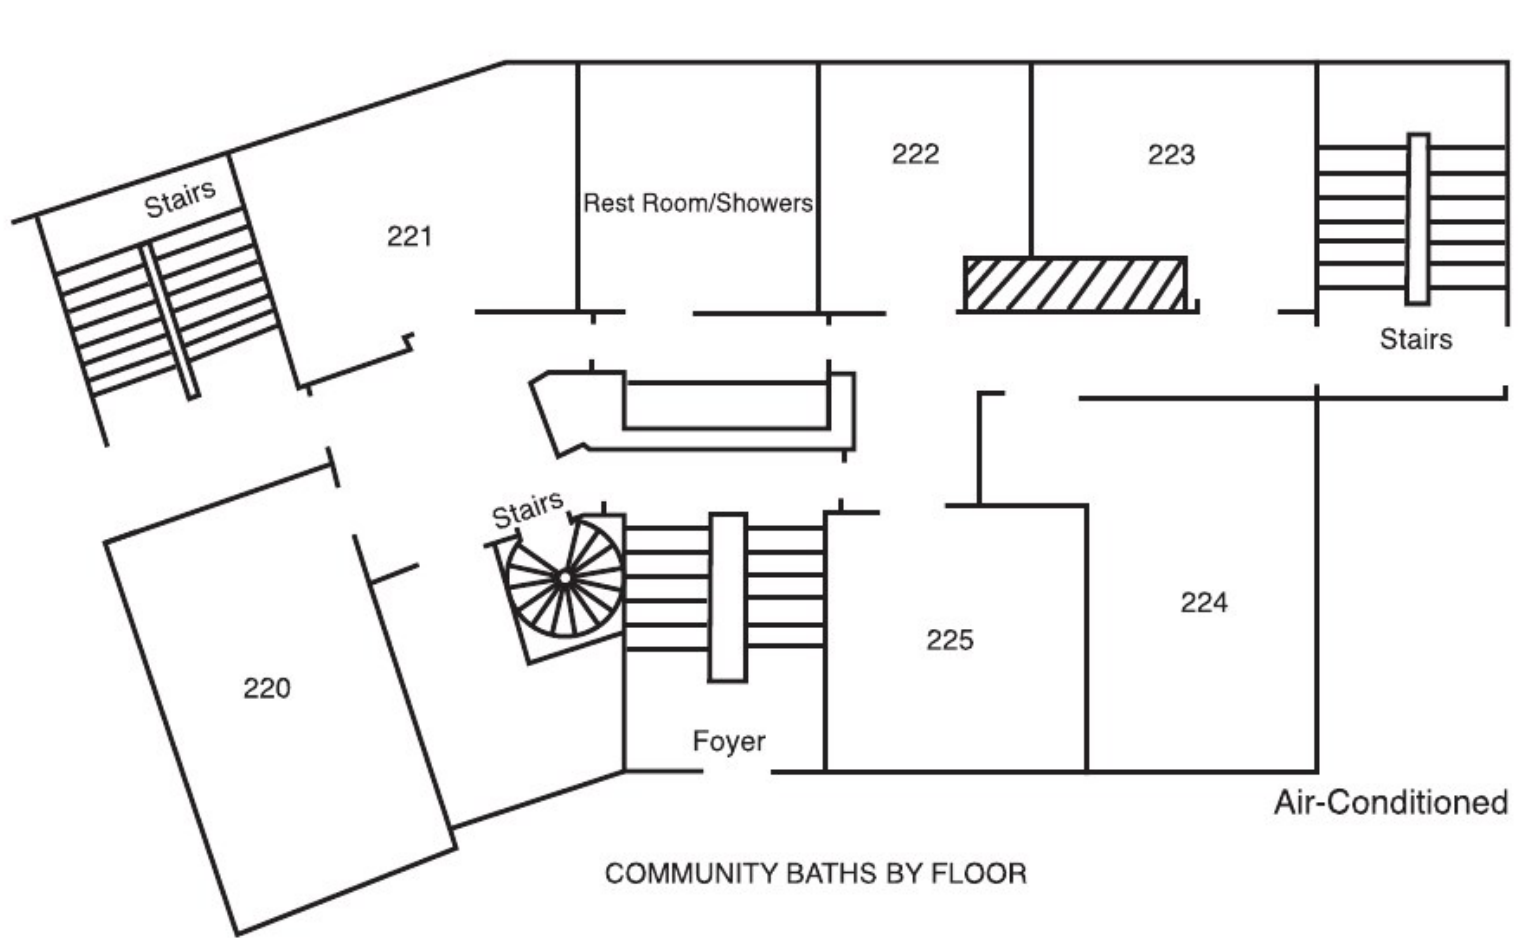 222
223
Stairs
Rest Room/Showers
221
Stairs
Stairs
224
225
220
Foyer
Air-Conditioned
COMMUNITY BATHS BY FLOOR